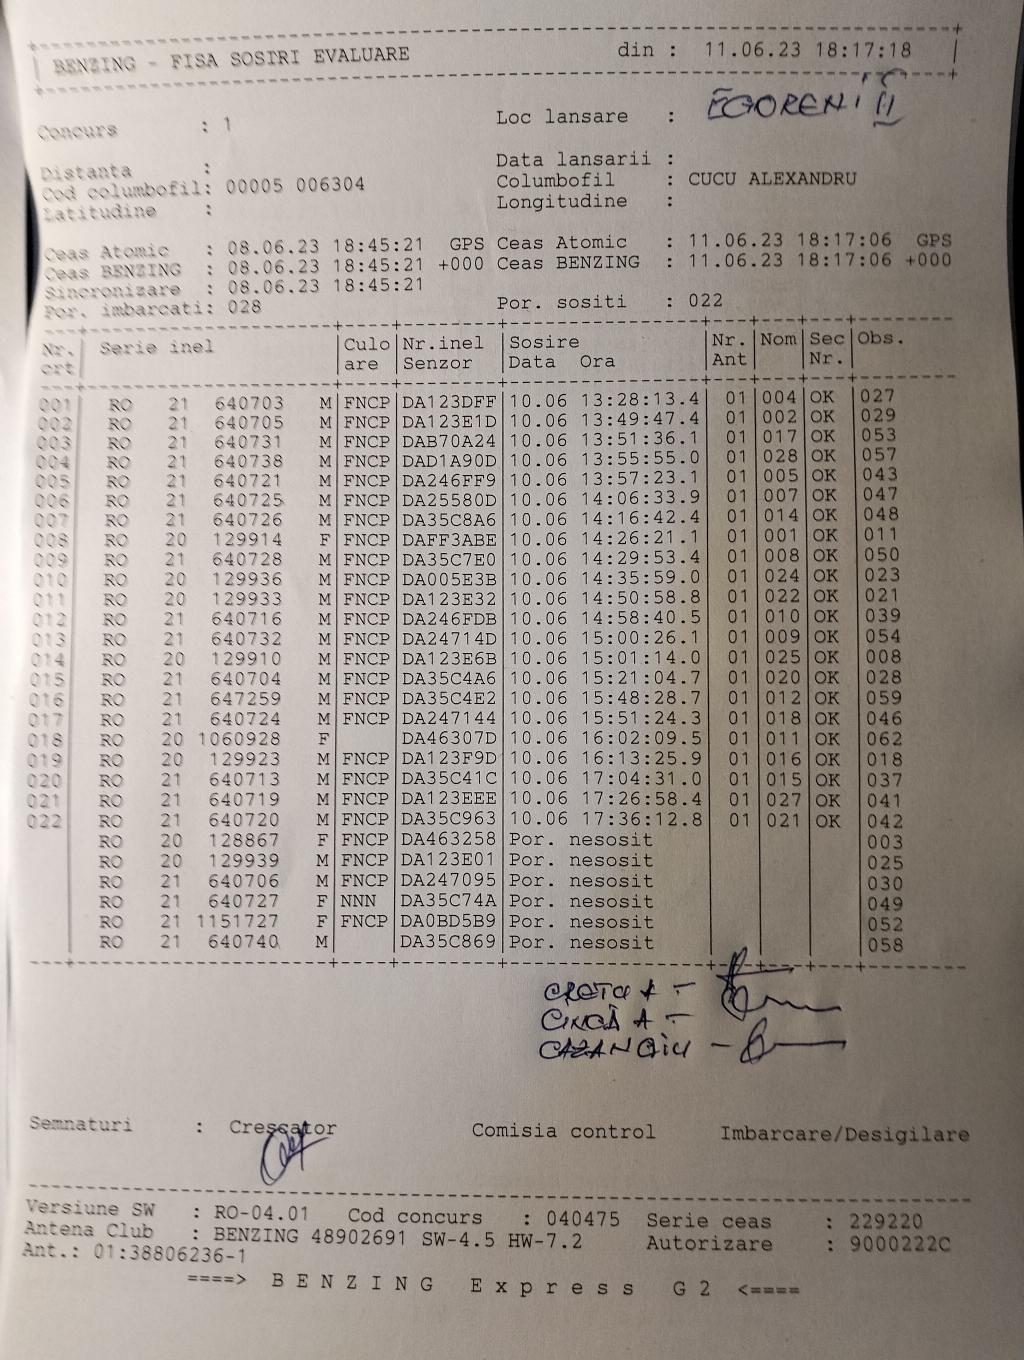 BENZING - FISA SOSIRI EVALUARE din : 11.06.23 18:17:18
EGORENI II
Concurs : 1 Loc lansare :
Distanta : Data lansarii :
Cod columbofil: 00005 006304 Columbofil : CUCU ALEXANDRU
Latitudine : Longitudine :
Ceas Atomic : 08.06.23 18:45:21 GPS Ceas Atomic : 11.06.23 18:17:06 GPS
Ceas BENZING : 08.06.23 18:45:21 +000 Ceas BENZING : 11.06.23 18:17:06 +000
Sincronizare : 08.06.23 18:45:21
Por. imbarcati: 028 Por. sositi : 022
Nr. Serie inel Culo Nr.inel Sosire Nr. Nom Sec Obs.
crt are Senzor Data Ora Ant Nr.
001 RO 21 640703 M FNCP DA123DFF 10.06 13:28:13.4 01 004 OK 027
002 RO 21 640705 M FNCP DA123E1D 10.06 13:49:47.4 01 002 OK 029
003 RO 21 640731 M FNCP DAB70A24 10.06 13:51:36.1 01 017 OK 053
004 RO 21 640738 M FNCP DAD1A90D 10.06 13:55:55.0 01 028 OK 057
005 RO 21 640721 M FNCP DA246FF9 10.06 13:57:23.1 01 005 OK 043
006 RO 21 640725 M FNCP DA25580D 10.06 14:06:33.9 01 007 OK 047
007 RO 21 640726 M FNCP DA35C8A6 10.06 14:16:42.4 01 014 OK 048
008 RO 20 129914 F FNCP DAFF3ABE 10.06 14:26:21.1 01 001 OK 011
009 RO 21 640728 M FNCP DA35C7E0 10.06 14:29:53.4 01 008 OK 050
010 RO 20 129936 M FNCP DA005E3B 10.06 14:35:59.0 01 024 OK 023
011 RO 20 129933 M FNCP DA123E32 10.06 14:50:58.8 01 022 OK 021
012 RO 21 640716 M FNCP DA246FDB 10.06 14:58:40.5 01 010 OK 039
013 RO 21 640732 M FNCP DA24714D 10.06 15:00:26.1 01 009 OK 054
014 RO 20 129910 M FNCP DA123E6B 10.06 15:01:14.0 01 025 OK 008
015 RO 21 640704 M FNCP DA35C4A6 10.06 15:21:04.7 01 020 OK 028
016 RO 21 647259 M FNCP DA35C4E2 10.06 15:48:28.7 01 012 OK 059
017 RO 21 640724 M FNCP DA247144 10.06 15:51:24.3 01 018 OK 046
018 RO 20 1060928 F DA46307D 10.06 16:02:09.5 01 011 OK 062
019 RO 20 129923 M FNCP DA123F9D 10.06 16:13:25.9 01 016 OK 018
020 RO 21 640713 M FNCP DA35C41C 10.06 17:04:31.0 01 015 OK 037
021 RO 21 640719 M FNCP DA123EEE 10.06 17:26:58.4 01 027 OK 041
022 RO 21 640720 M FNCP DA35C963 10.06 17:36:12.8 01 021 OK 042
RO 20 128867 F FNCP DA463258 Por. nesosit 003
RO 20 129939 M FNCP DA123E01 Por. nesosit 025
RO 21 640706 M FNCP DA247095 Por. nesosit 030
RO 21 640727 F NNN DA35C74A Por. nesosit 049
RO 21 1151727 F FNCP DA0BD5B9 Por. nesosit 052
RO 21 640740 M DA35C869 Por. nesosit 058
Semnaturi : Crescator Comisia control Imbarcare/Desigilare
Versiune SW : RO-04.01 Cod concurs : 040475 Serie ceas : 229220
Antena Club : BENZING 48902691 SW-4.5 HW-7.2 Autorizare : 9000222C
Ant.: 01:38806236-1
====> B E N Z I N G E x p r e s s G 2 <====